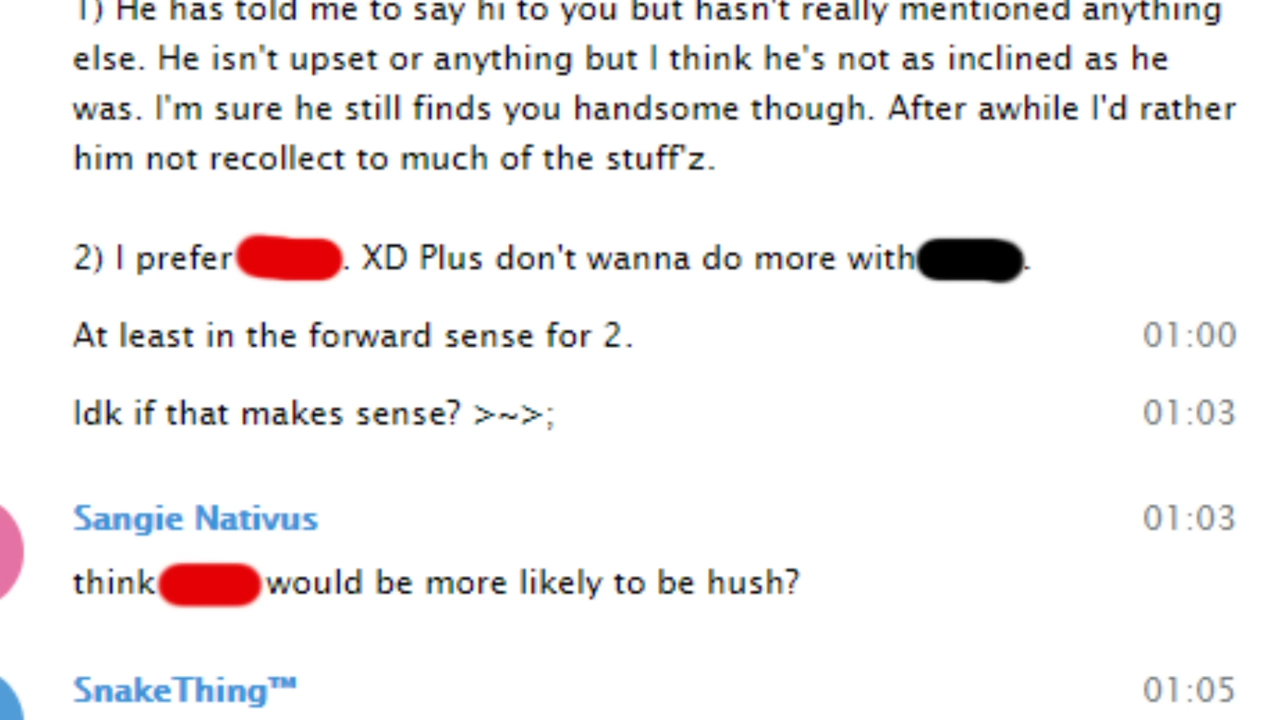 1) He has told me to say hi to you but hasn't really mentioned anything
else. He isn't upset or anything but I think he's not as inclined as he
was. I'm sure he still finds you handsome though. After awhile I'd rather
him not recollect to much of the stuff'z.
2) I prefer . XD Plus don't wanna do more with .
At least in the forward sense for 2. 01:00
Idk if that makes sense? >~>; 01:03
Sangie Nativus 01:03
think would be more likely to be hush?
SnakeThing™ 01:05